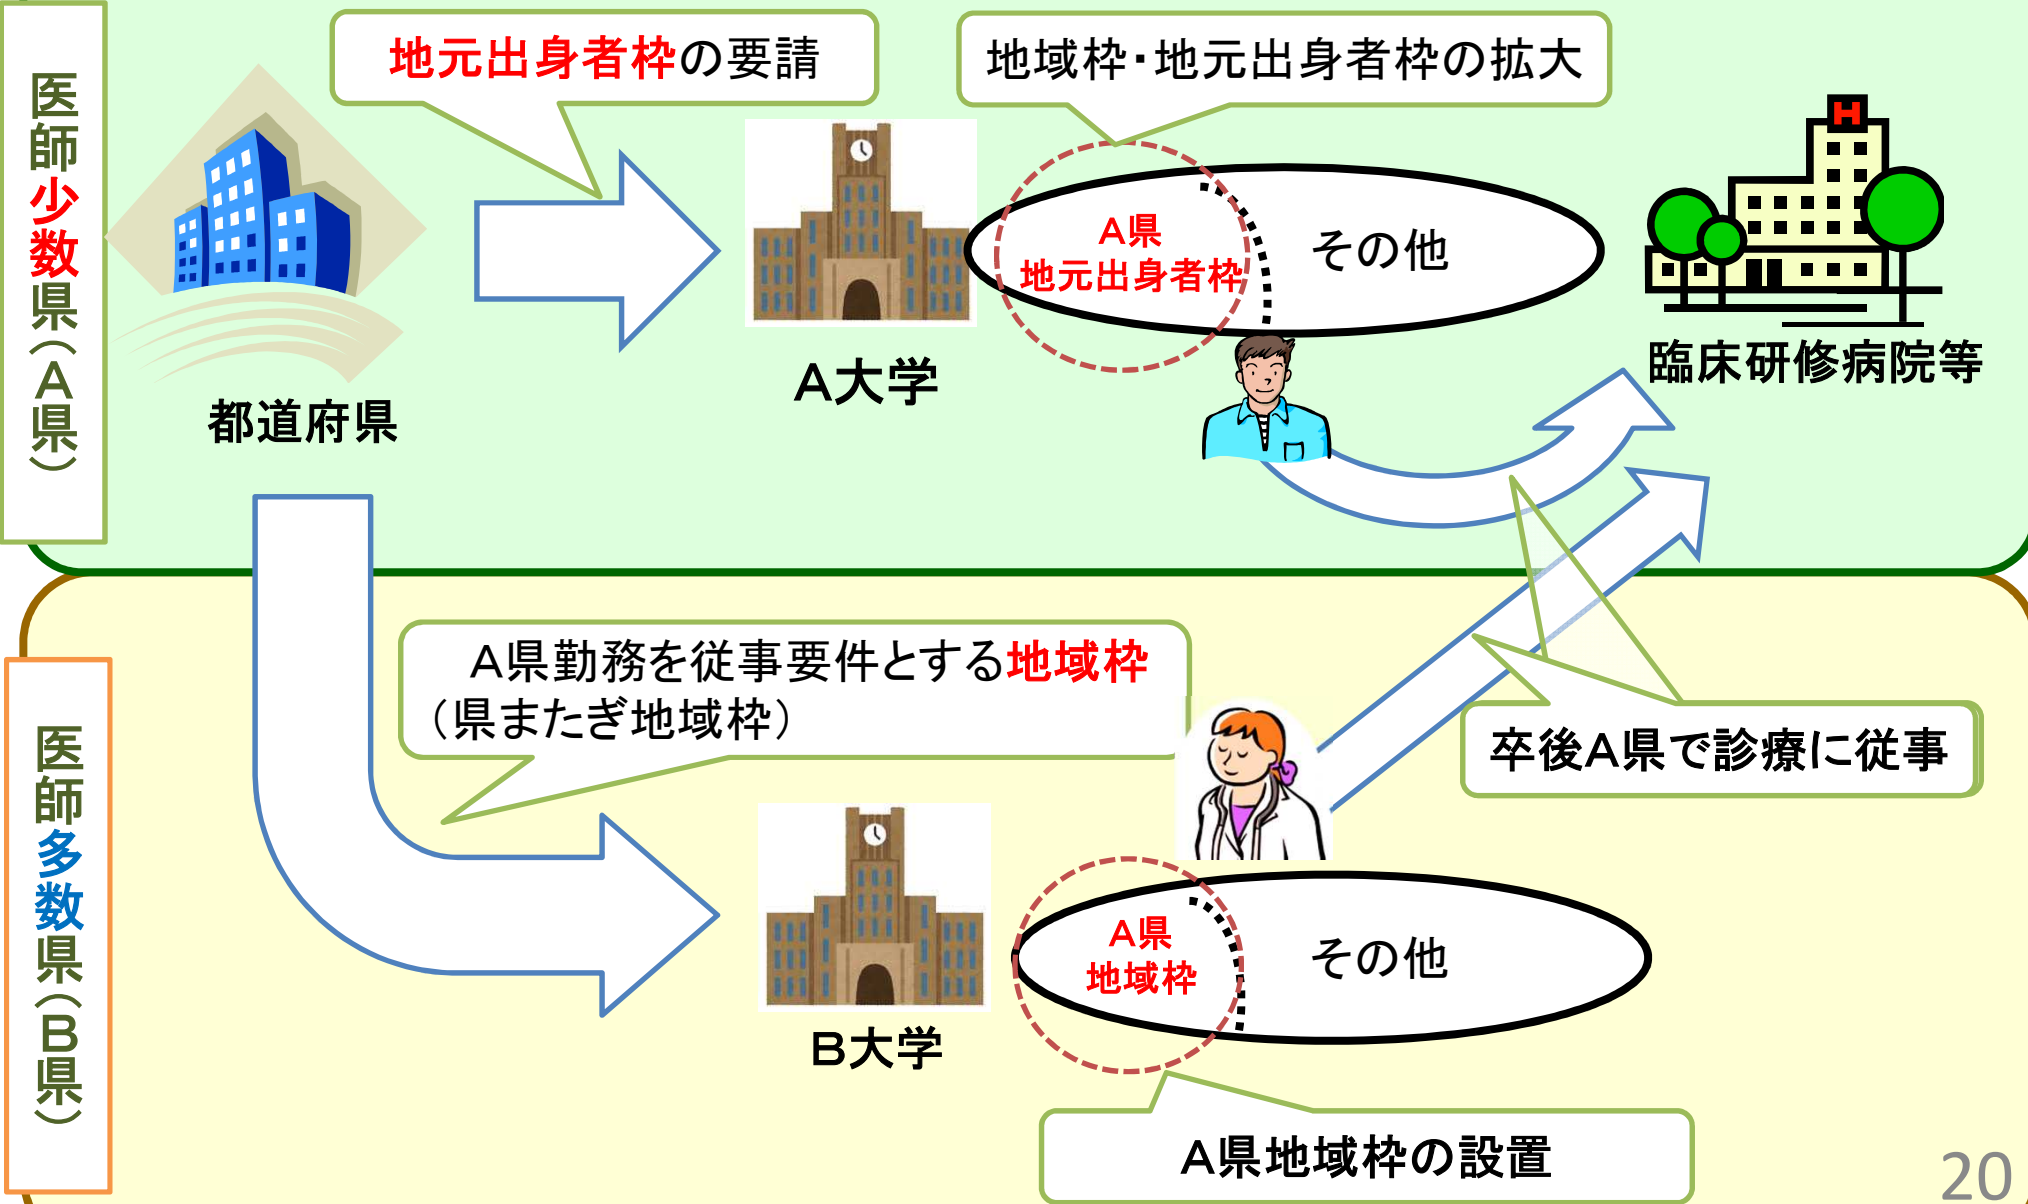 医師少数県(A県)
地元出身者枠の要請
地域枠・地元出身者枠の拡大
H
A県
地元出身者枠
その他
都道府県
A大学
臨床研修病院等
医師多数県(B県)
A県勤務を従事要件とする地域枠
(県またぎ地域枠)
卒後A県で診療に従事
B大学
A県
地域枠
その他
A県地域枠の設置
20